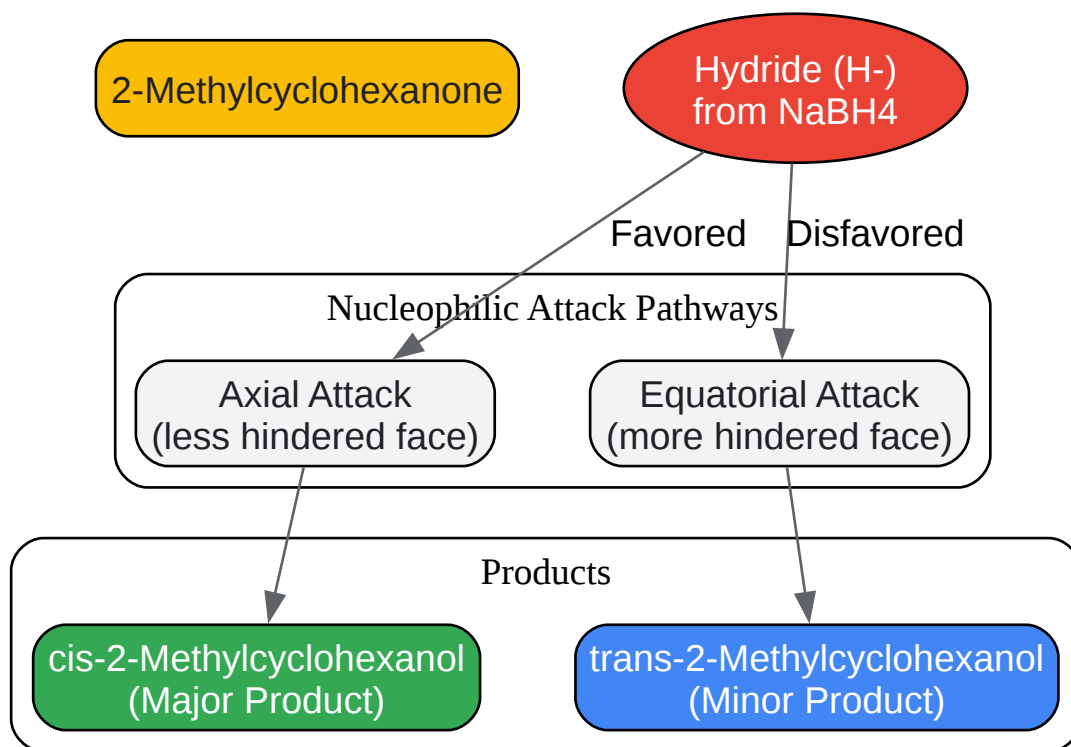 2-Methylcyclohexanone
Hydride (H-)
from NaBH4
Favored
Disfavored
Nucleophilic Attack Pathways
Axial Attack
(less hindered face)
Equatorial Attack
(more hindered face)
Products
cis-2-Methylcyclohexanol
(Major Product)
trans-2-Methylcyclohexanol
(Minor Product)